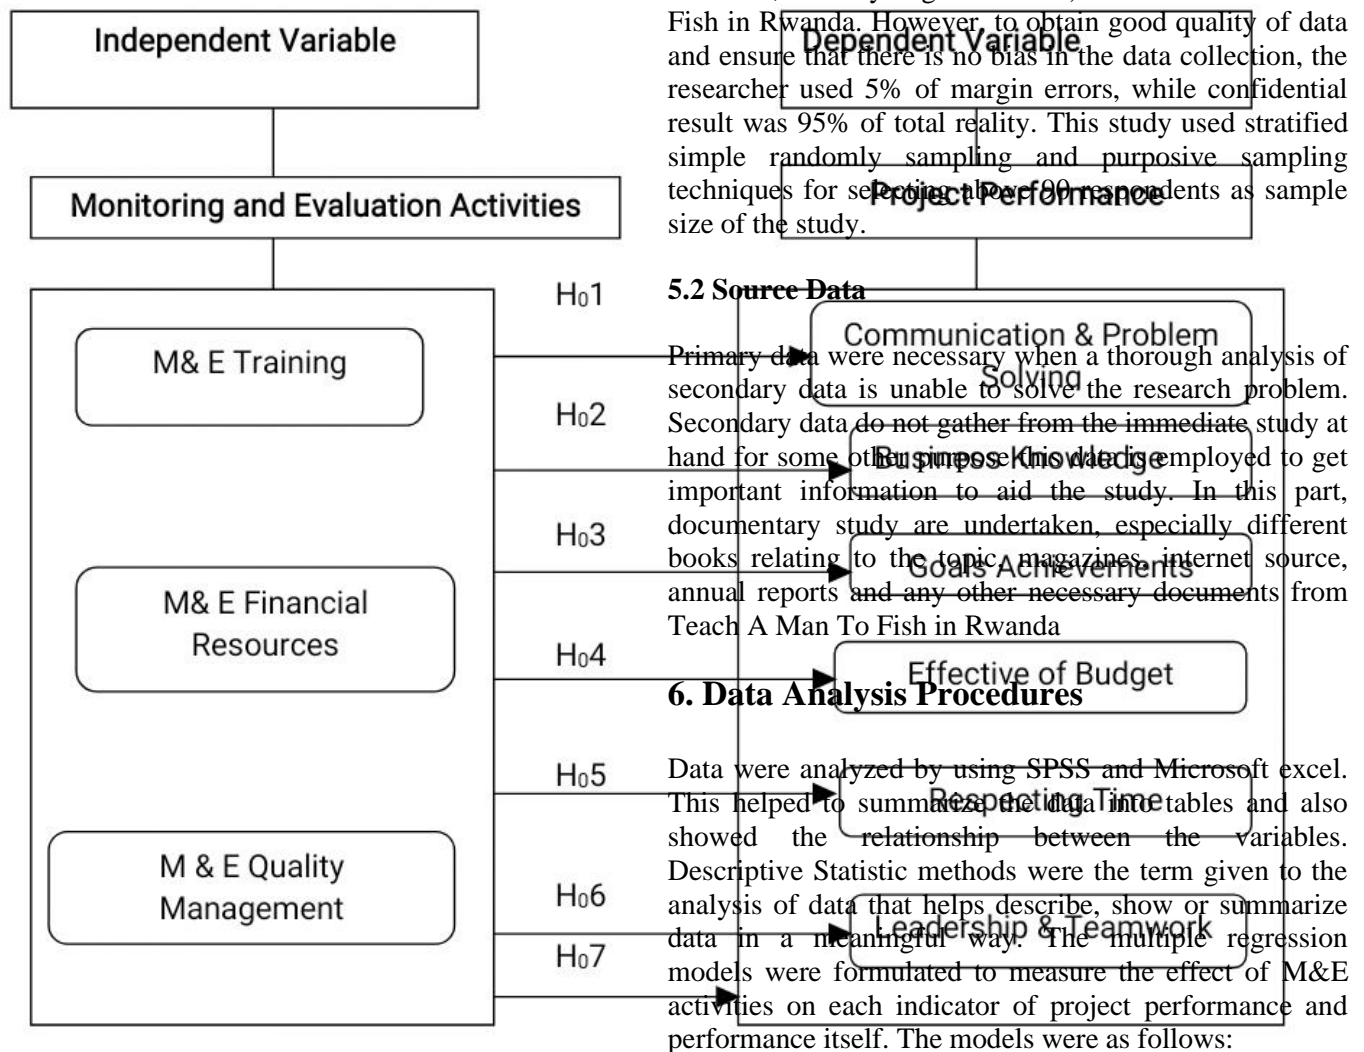 Independent Variable
Monitoring and Evaluation Activities
M& E Training
M& E Financial
Resources
M & E Quality
Management
H₀1
H₀2
H₀3
H₀4
H₀5
H₀6
H₀7
Dependent Variable
Project Performance
Communication & Problem
Solving
Business Knowledge
Goals Achievements
Effective of Budget
Respecting Time
Leadership & Teamwork
Fish in Rwanda. However, to obtain good quality of data
and ensure that there is no bias in the data collection, the
researcher used 5% of margin errors, while confidential
result was 95% of total reality. This study used stratified
simple randomly sampling and purposive sampling
techniques for selecting above 90 respondents as sample
size of the study.
5.2 Source Data
Primary data were necessary when a thorough analysis of
secondary data is unable to solve the research problem.
Secondary data do not gather from the immediate study at
hand for some other purpose this data is employed to get
important information to aid the study. In this part,
documentary study are undertaken, especially different
books relating to the topic, magazines, internet source,
annual reports and any other necessary documents from
Teach A Man To Fish in Rwanda
6. Data Analysis Procedures
Data were analyzed by using SPSS and Microsoft excel.
This helped to summarize the data into tables and also
showed the relationship between the variables.
Descriptive Statistic methods were the term given to the
analysis of data that helps describe, show or summarize
data in a meaningful way. The multiple regression
models were formulated to measure the effect of M&E
activities on each indicator of project performance and
performance itself. The models were as follows: